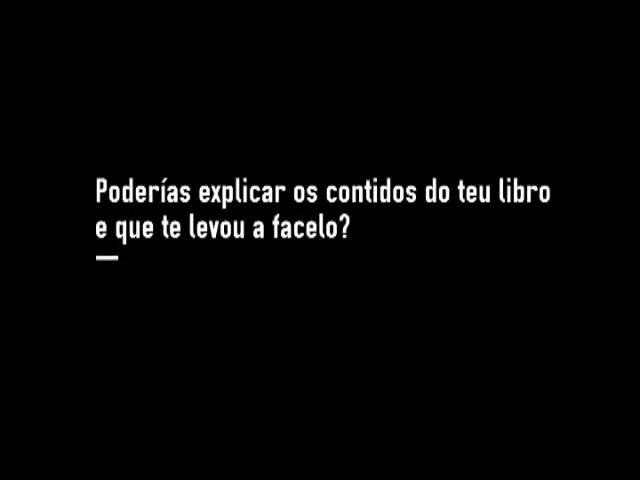 Poderías explicar os contidos do teu libro
e que te levou a facelo?